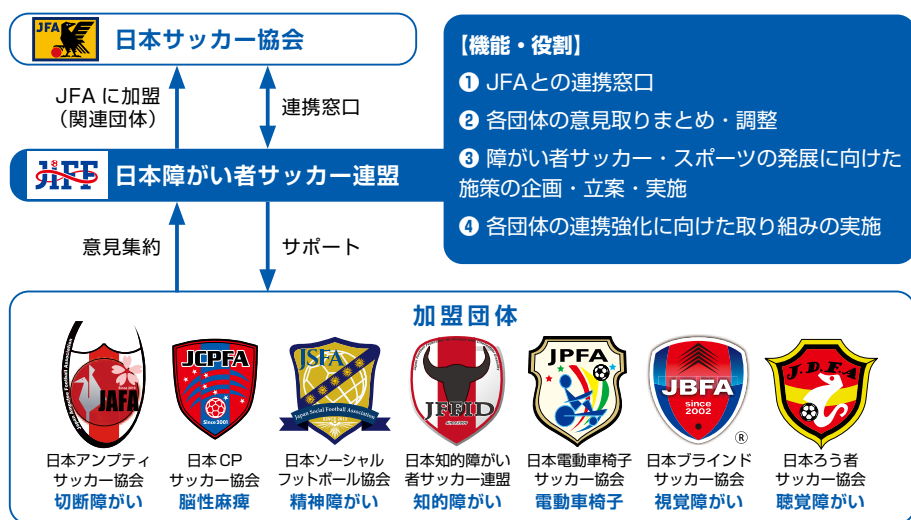 JFA
日本サッカー協会
JFAに加盟
（関連団体）
連携窓口
JiFF
日本障がい者サッカー連盟
【機能・役割】
❶ JFAとの連携窓口
❷ 各団体の意見取りまとめ・調整
❸ 障がい者サッカー・スポーツの発展に向けた
施策の企画・立案・実施
❹ 各団体の連携強化に向けた取り組みの実施
意見集約
サポート
加盟団体
JAFA
日本アンプティ
サッカー協会
切断障がい
JCPFA
Since 2001
日本CP
サッカー協会
脳性麻痺
JSFA
Japan Social Football Association
日本ソーシャル
フットボール協会
精神障がい
JFFID
日本知的障がい
者サッカー連盟
知的障がい
JPFA
日本電動車椅子
サッカー協会
電動車椅子
JBFA
since
2002
®
日本ブラインド
サッカー協会
視覚障がい
J.D.F.A
日本ろう者
サッカー協会
聴覚障がい